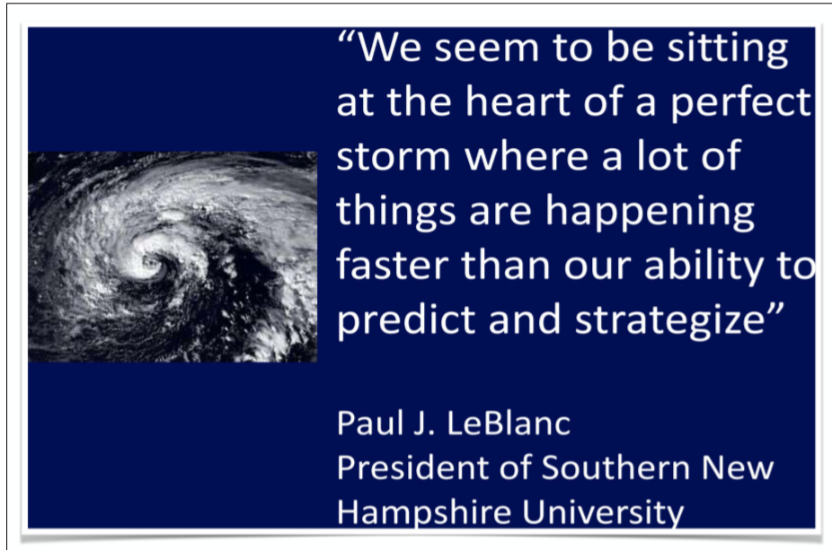 “We seem to be sitting
at the heart of a perfect
storm where a lot of
things are happening
faster than our ability to
predict and strategize”
Paul J. LeBlanc
President of Southern New
Hampshire University